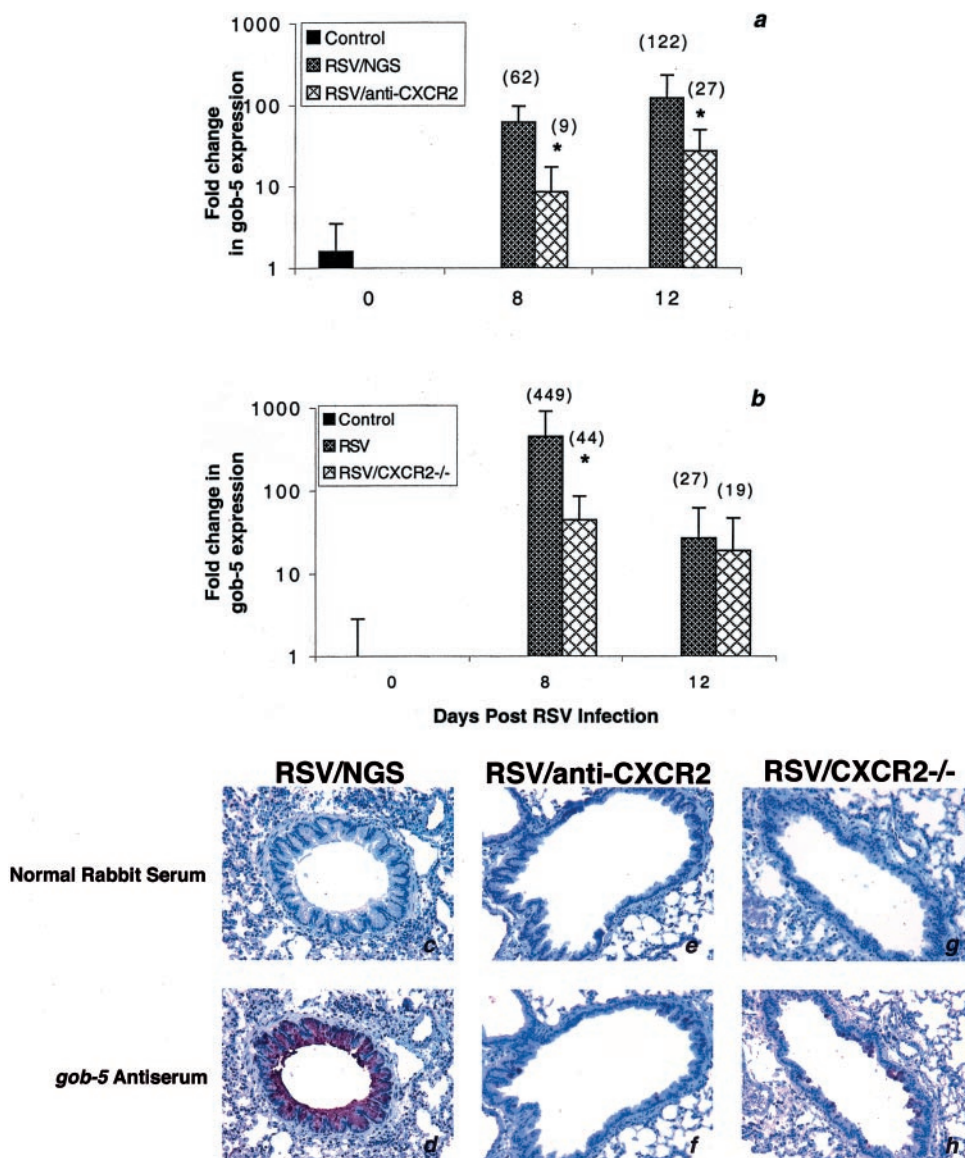 a
1000
100
10
1
Fold change
in gob-5 expression
Control
RSV/NGS
RSV/anti-CXCR2
(62)
(9)
*
(122)
(27)
*
0
8
12
b
1000
100
10
1
Fold change in
gob-5 expression
Control
RSV
RSV/CXCR2-/-
(449)
(44)
*
(27)
(19)
0
8
12
Days Post RSV Infection
RSV/NGS
RSV/anti-CXCR2
RSV/CXCR2-/-
Normal Rabbit Serum
c
e
g
gob-5 Antiserum
d
f
h